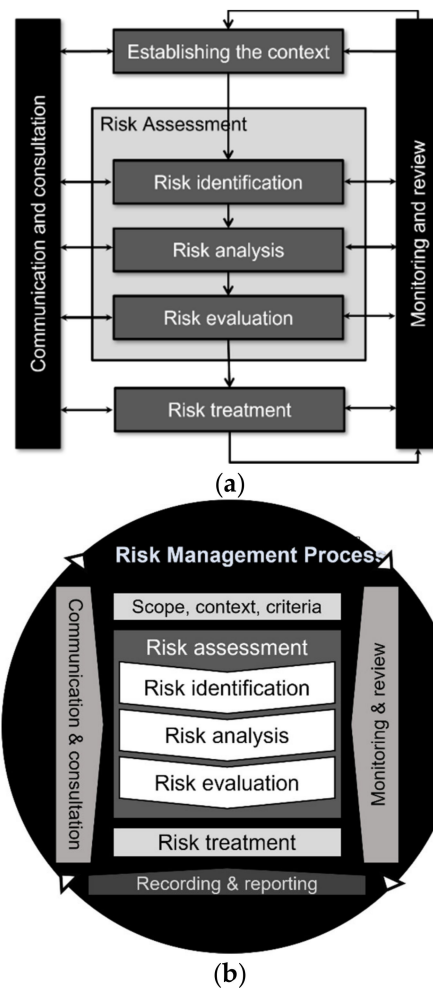 Establishing the context
Communication and consultation
Monitoring and review
Risk Assessment
Risk identification
Risk analysis
Risk evaluation
Risk treatment
(a)
Risk Management Process
Communication & consultation
Monitoring & review
Scope, context, criteria
Risk assessment
Risk identification
Risk analysis
Risk evaluation
Risk treatment
Recording & reporting
(b)